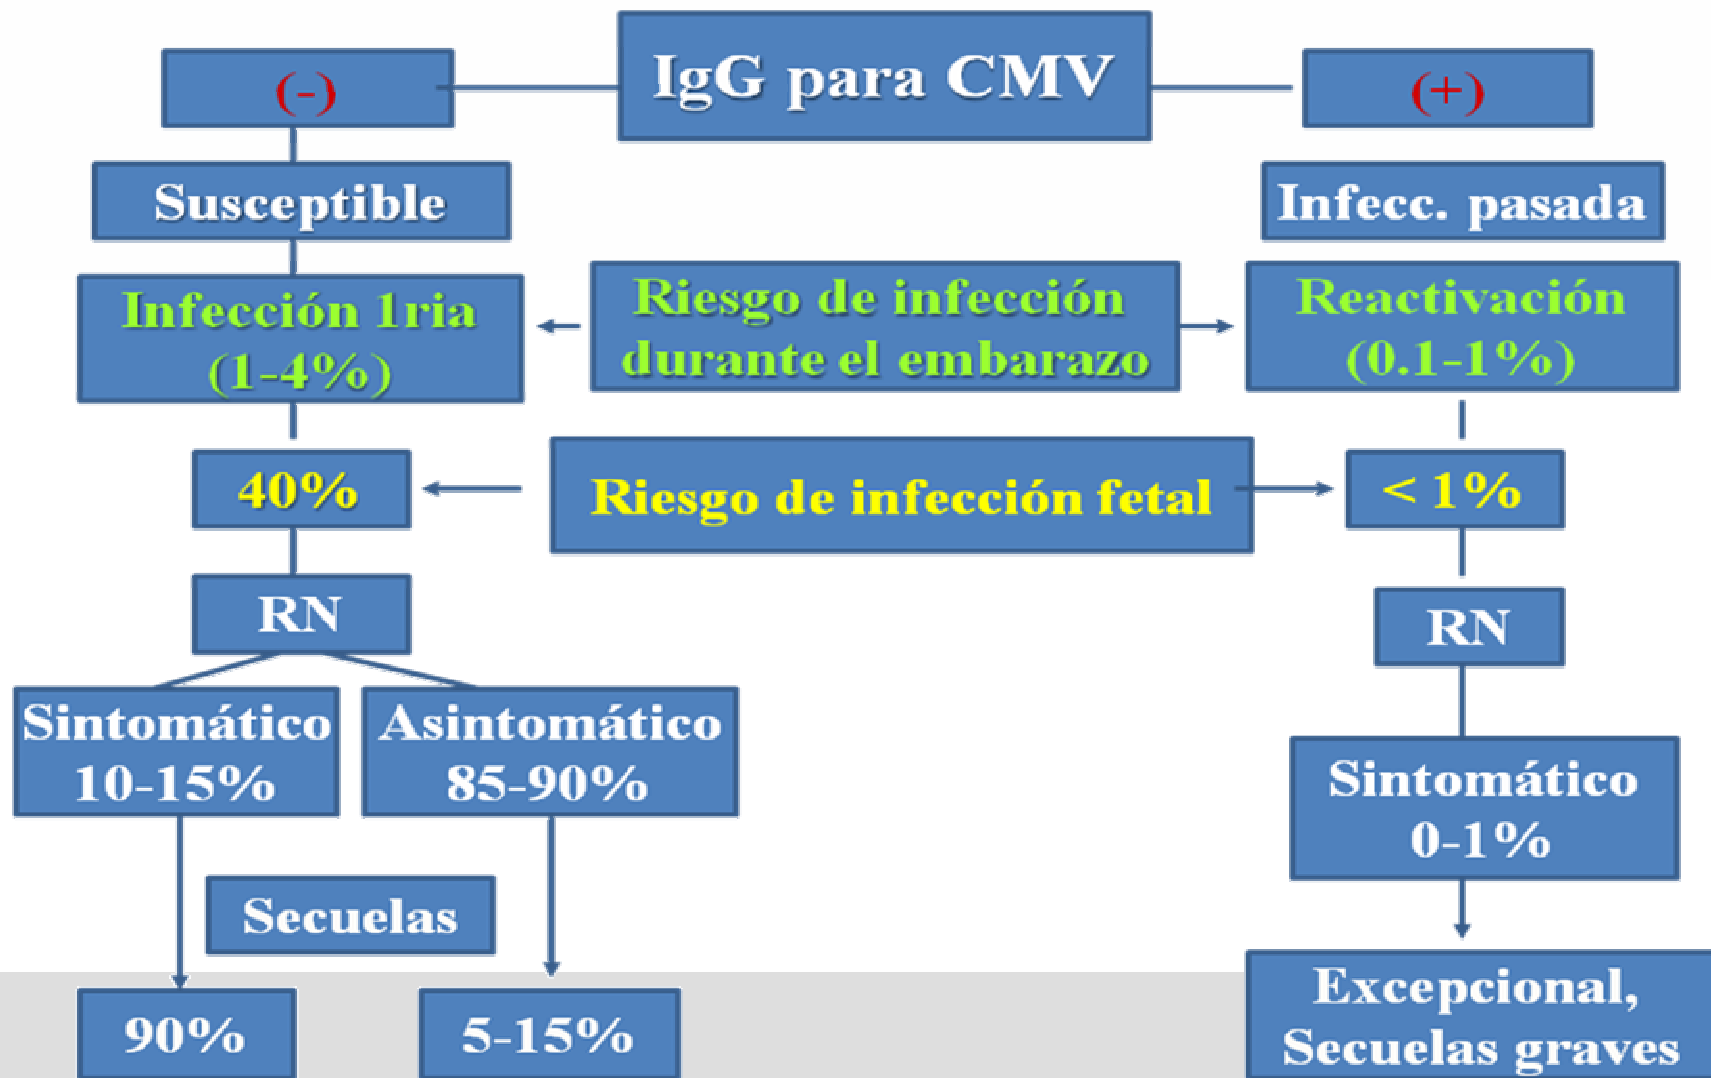 IgG para CMV
(-)
(+)
Susceptible
Infecc. pasada
Infección 1ria
(1-4%)
Riesgo de infección
durante el embarazo
Reactivación
(0.1-1%)
40%
Riesgo de infección fetal
< 1%
RN
RN
Sintomático
10-15%
Asintomático
85-90%
Sintomático
0-1%
Secuelas
90%
5-15%
Excepcional,
Secuelas graves